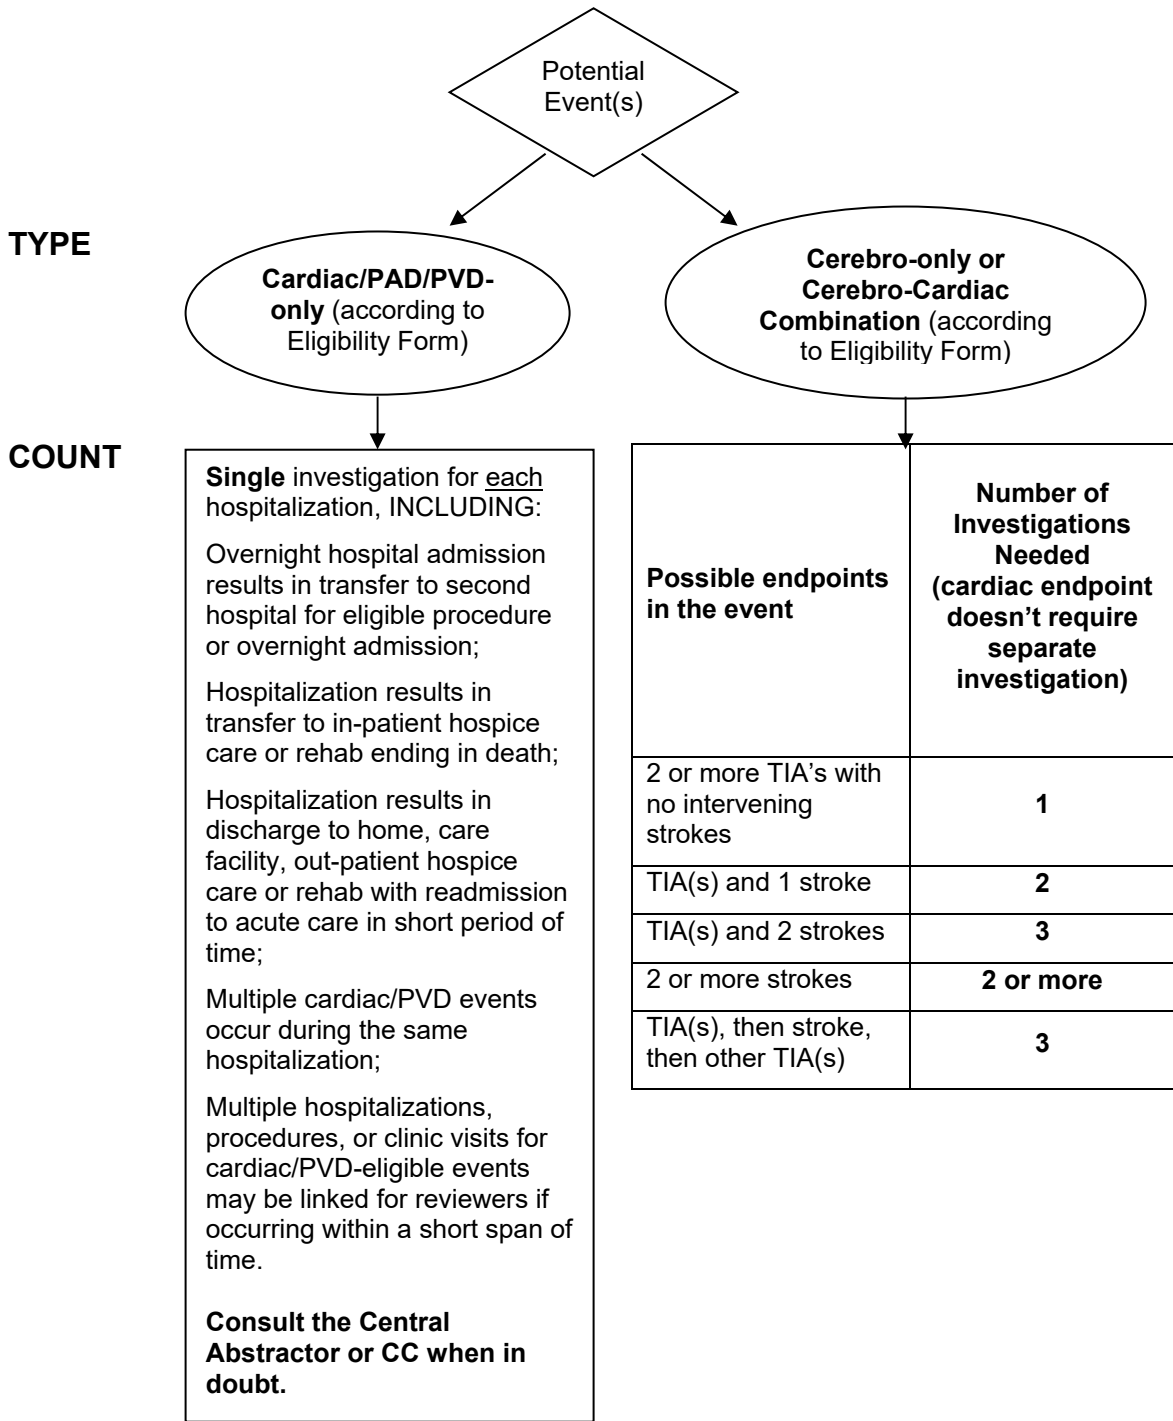 Potential
Event(s)
TYPE
Cardiac/PAD/PVD-
only (according to
Eligibility Form)
Cerebro-only or
Cerebro-Cardiac
Combination (according
to Eligibility Form)
COUNT
Single investigation for each
hospitalization, INCLUDING:
Overnight hospital admission
results in transfer to second
hospital for eligible procedure
or overnight admission;
Hospitalization results in
transfer to in-patient hospice
care or rehab ending in death;
Hospitalization results in
discharge to home, care
facility, out-patient hospice
care or rehab with readmission
to acute care in short period of
time;
Multiple cardiac/PVD events
occur during the same
hospitalization;
Multiple hospitalizations,
procedures, or clinic visits for
cardiac/PVD-eligible events
may be linked for reviewers if
occurring within a short span of
time.
Consult the Central
Abstractor or CC when in
doubt.
Possible endpoints
in the event
Number of
Investigations
Needed
(cardiac endpoint
doesn’t require
separate
investigation)
2 or more TIA’s with
no intervening
strokes
1
TIA(s) and 1 stroke
2
TIA(s) and 2 strokes
3
2 or more strokes
2 or more
TIA(s), then stroke,
then other TIA(s)
3